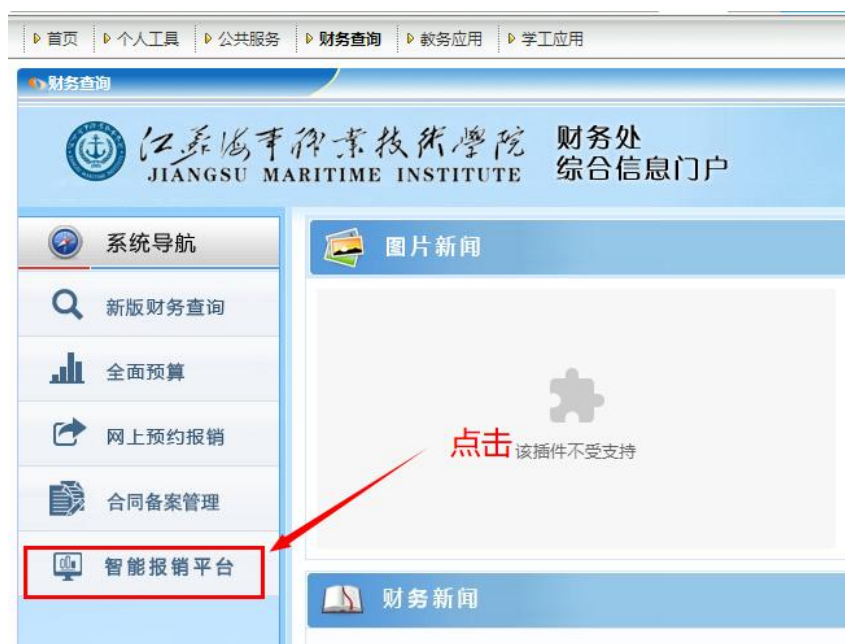 首页 个人工具 公共服务 财务查询 教务应用 学工应用
财务查询
江苏海事职业技术學院
JIANGSU MARITIME INSTITUTE
财务处
综合信息门户
系统导航
新版财务查询
全面预算
网上预约报销
合同备案管理
智能报销平台
图片新闻
点击
该插件不受支持
财务新闻